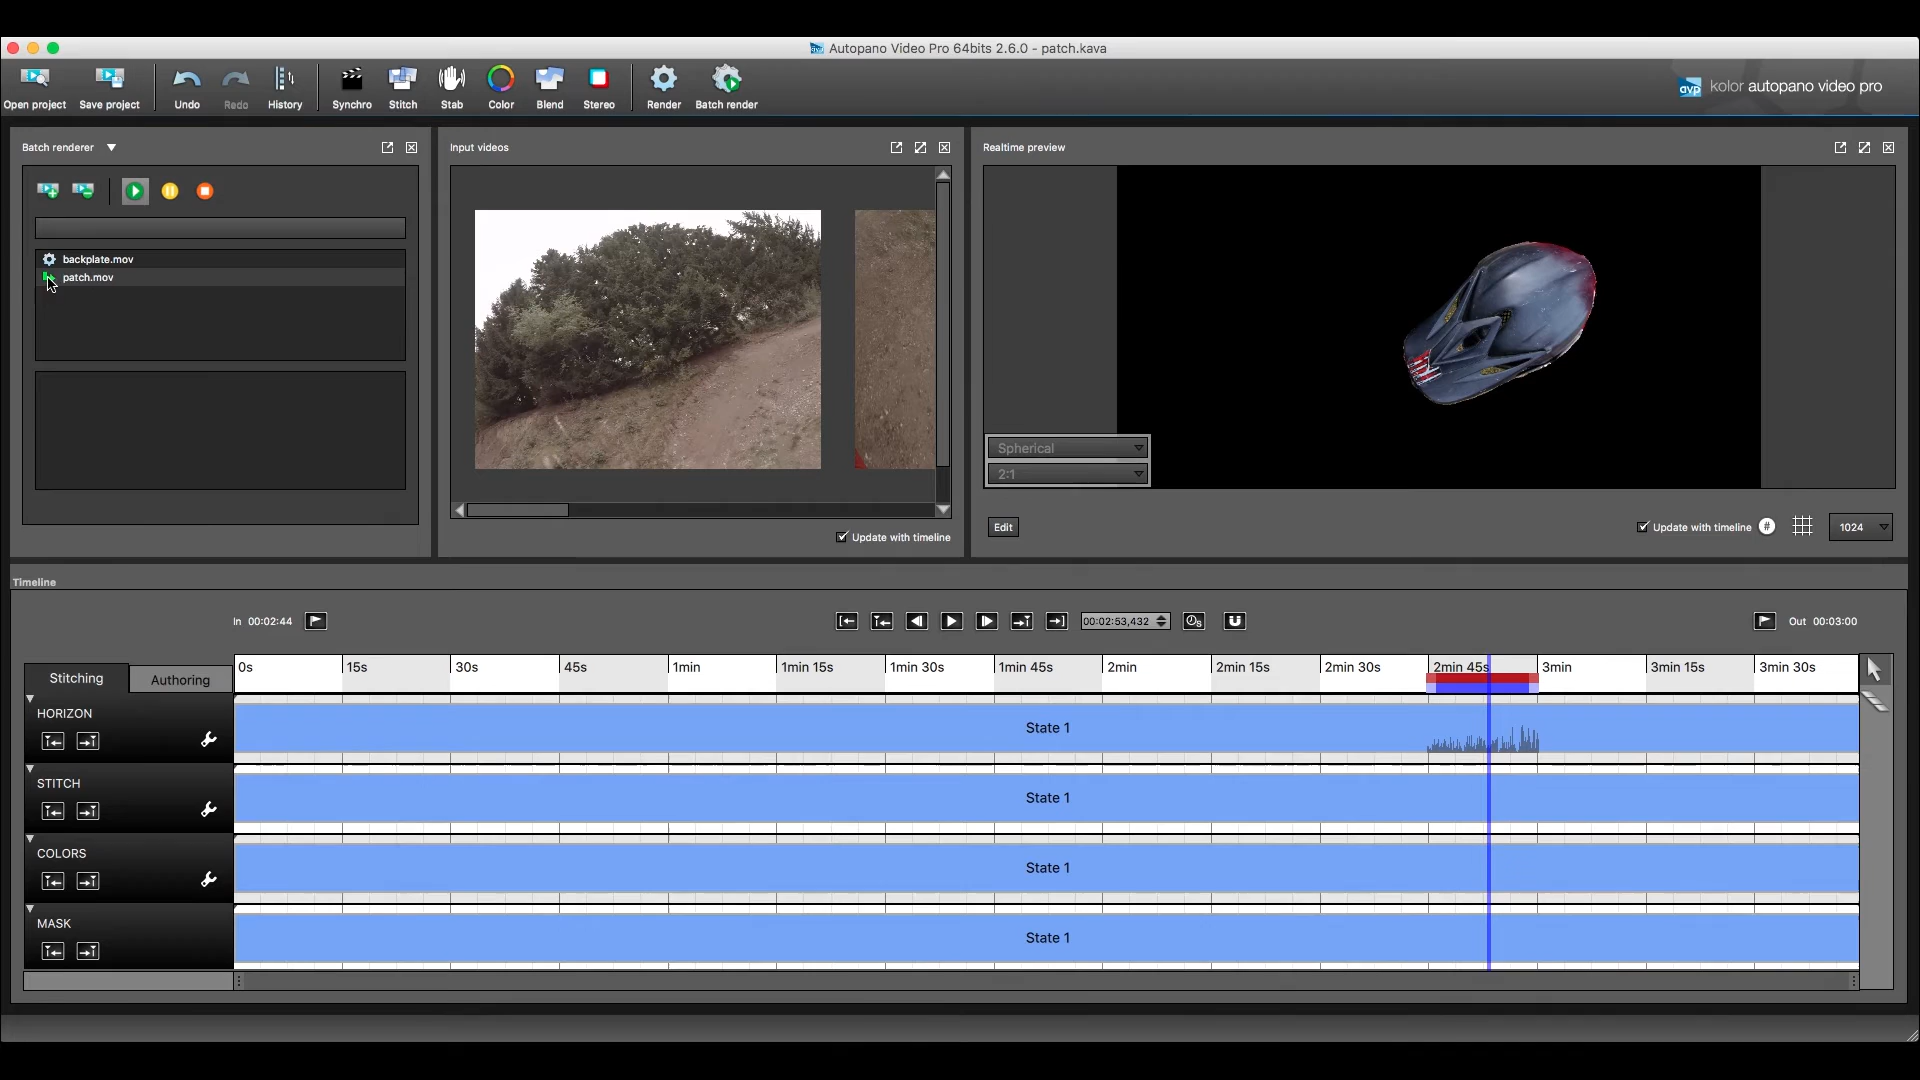 Autopano Video Pro 64bits 2.6.0 - patch.kava
Open project
Save project
Undo
Redo
History
Synchro
Stitch
Stab
Color
Blend
Stereo
Render
Batch render
avp kolor autopano video pro
Batch renderer
Input videos
Realtime preview
backplate.mov
patch.mov
Spherical
2:1
Update with timeline
Edit
Update with timeline
#
1024
Timeline
In 00:02:44
00:02:53,432
Out 00:03:00
Stitching
Authoring
0s
15s
30s
45s
1min
1min 15s
1min 30s
1min 45s
2min
2min 15s
2min 30s
2min 45s
3min
3min 15s
3min 30s
HORIZON
State 1
STITCH
State 1
COLORS
State 1
MASK
State 1